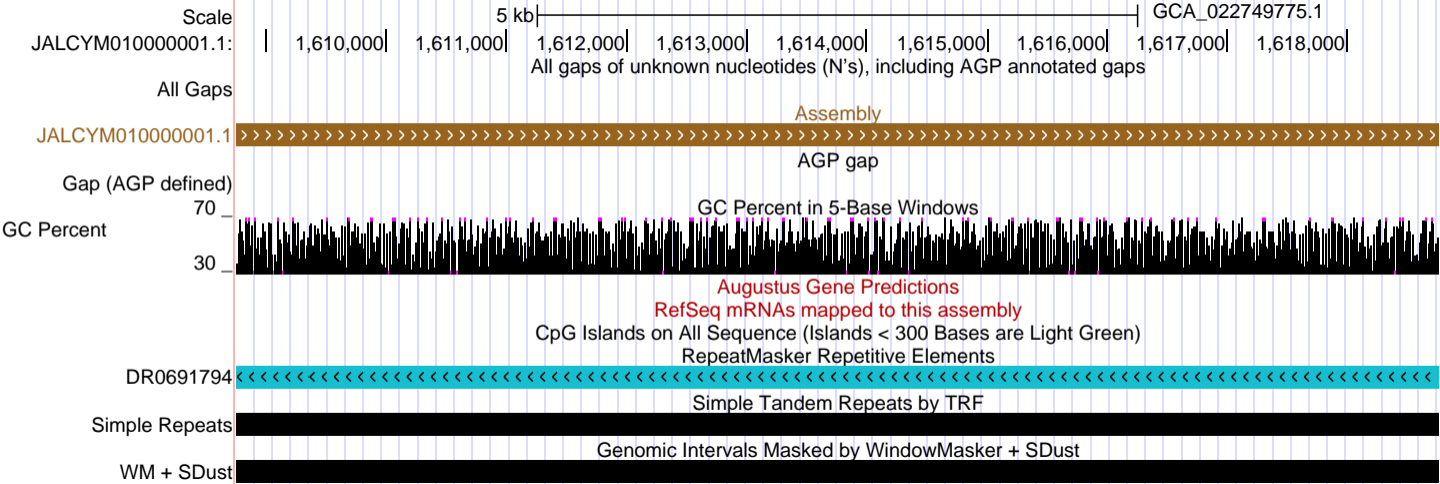 Scale 5 kb GCA_022749775.1
JALCYM010000001.1: 1,610,000 1,611,000 1,612,000 1,613,000 1,614,000 1,615,000 1,616,000 1,617,000 1,618,000
All gaps of unknown nucleotides (N's), including AGP annotated gaps
All Gaps
Assembly
JALCYM010000001.1
AGP gap
Gap (AGP defined)
GC Percent in 5-Base Windows
70
GC Percent
30
Augustus Gene Predictions
RefSeq mRNAs mapped to this assembly
CpG Islands on All Sequence (Islands < 300 Bases are Light Green)
RepeatMasker Repetitive Elements
DR0691794
Simple Tandem Repeats by TRF
Simple Repeats
Genomic Intervals Masked by WindowMasker + SDust
WM + SDust